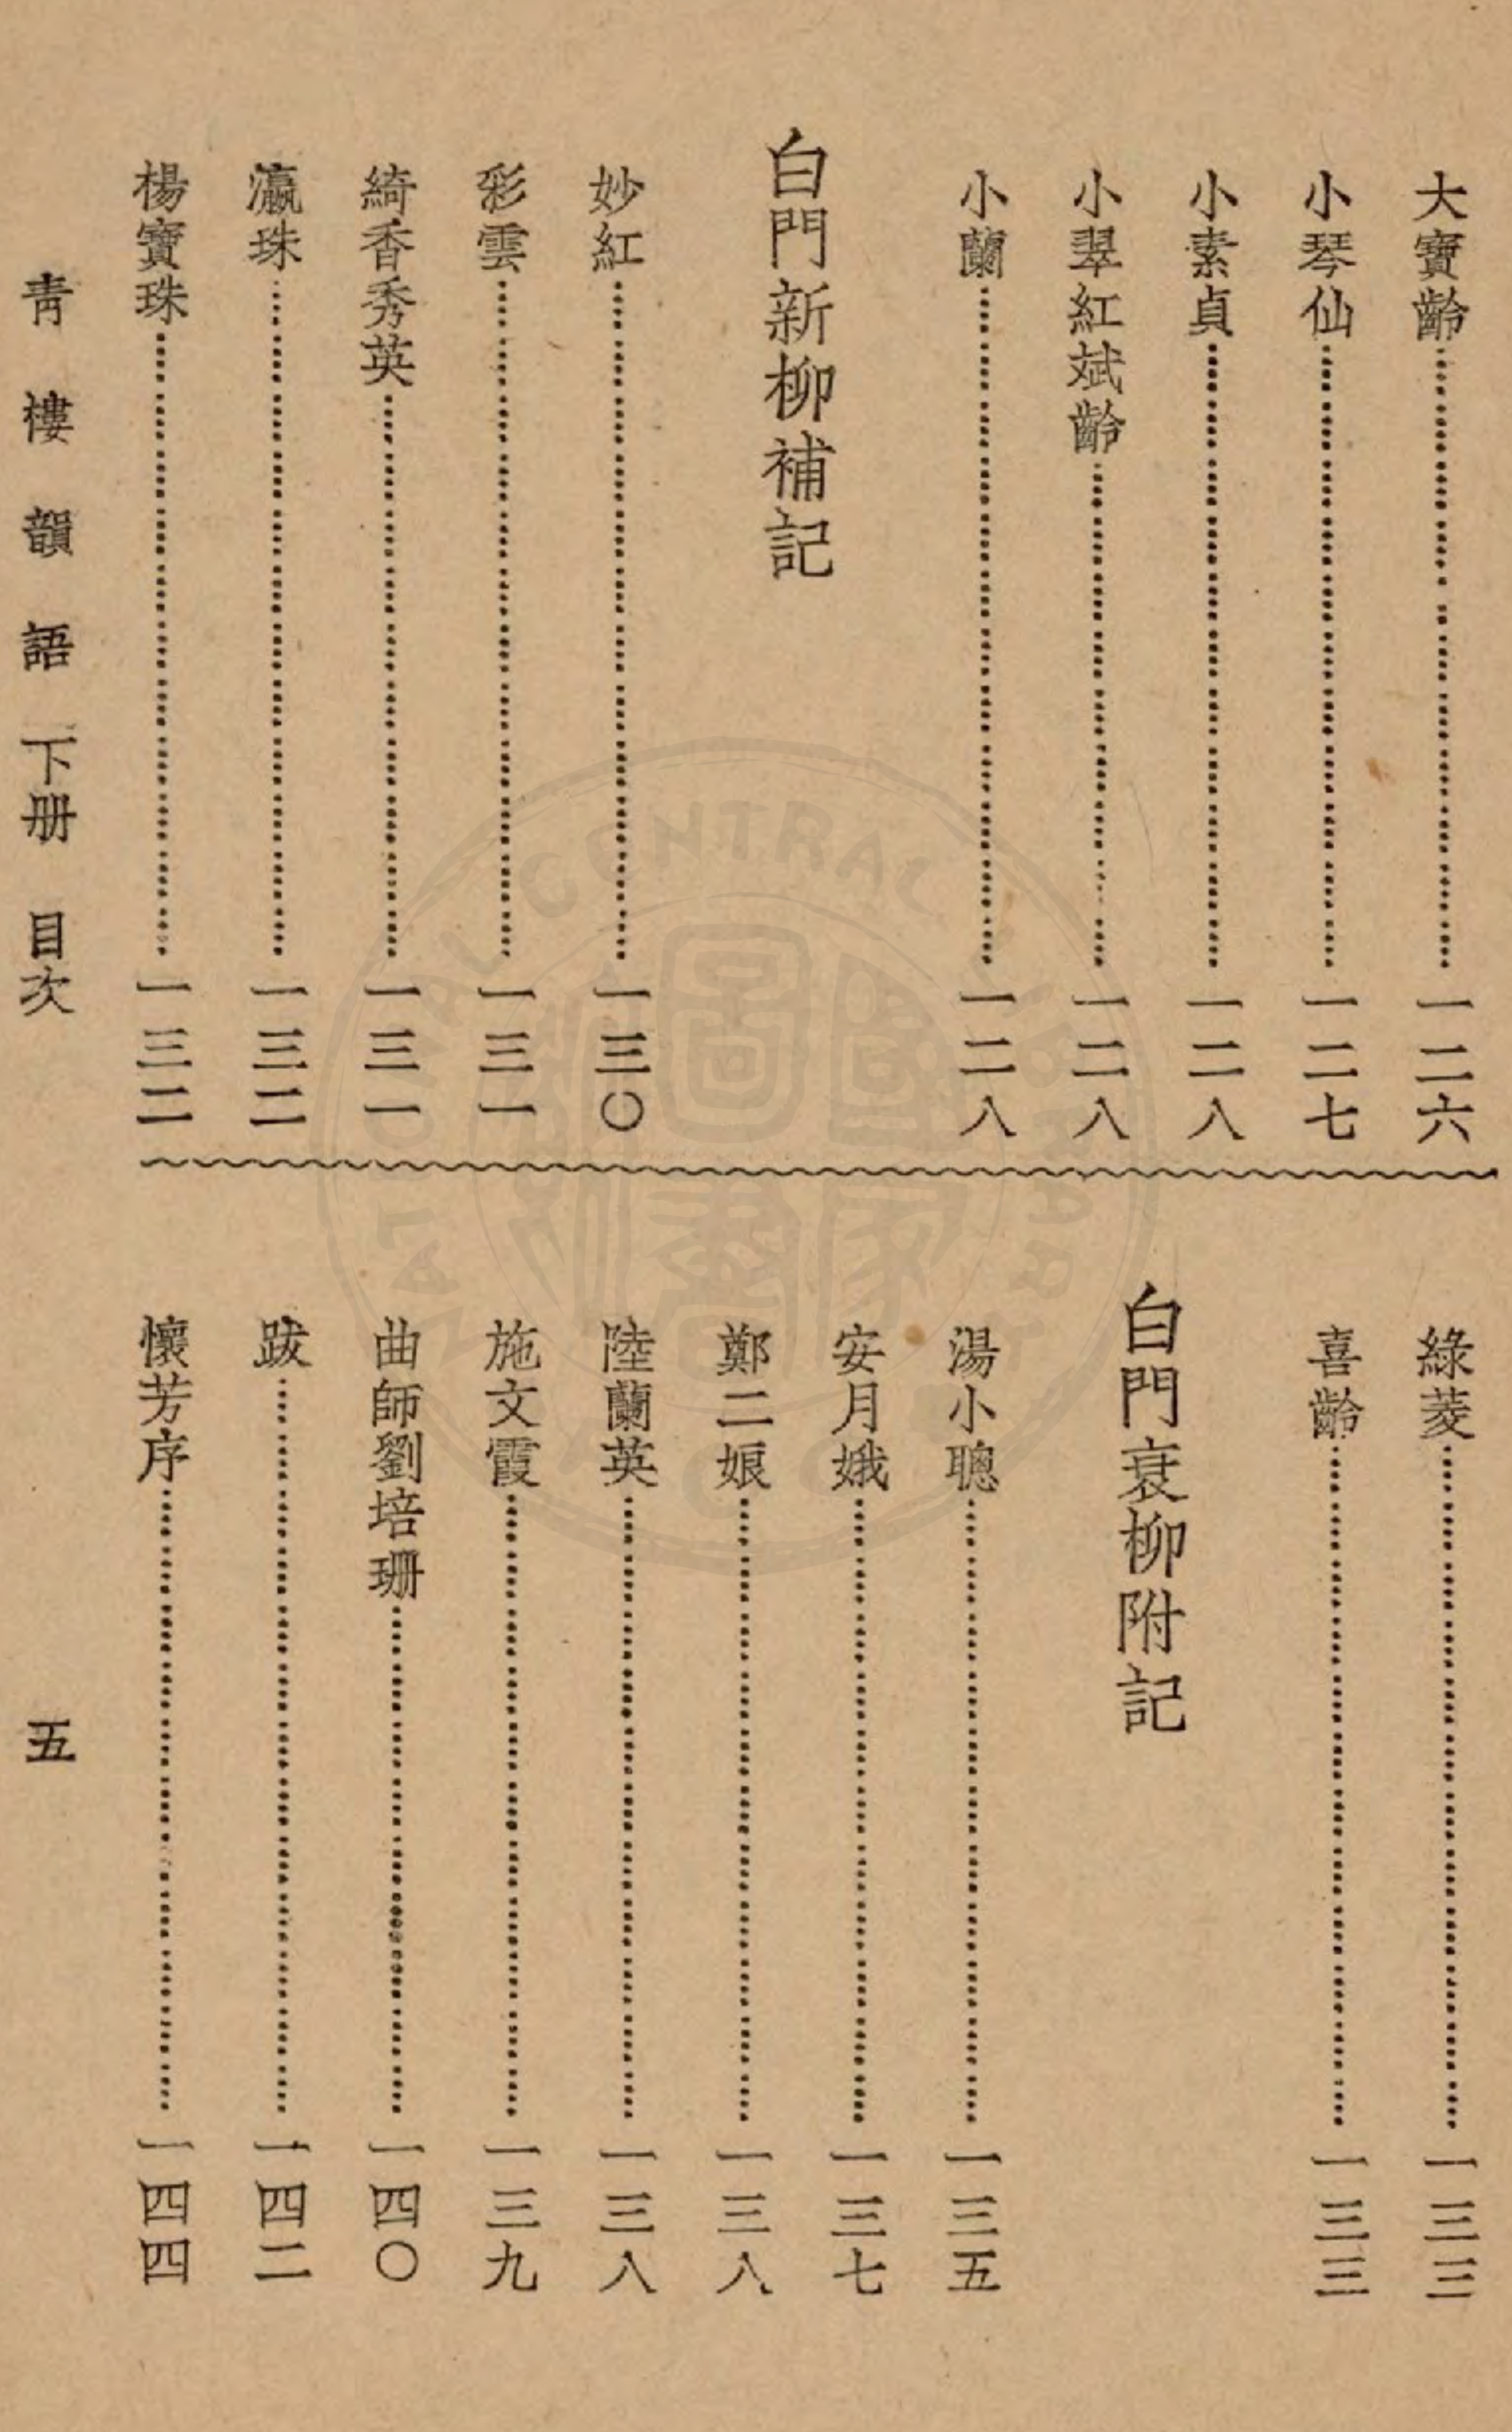 大寶齡……一二六
小琴仙……一二七
小素貞……一二八
小翠紅斌齡……一二八
小蘭……一二八
白門新柳補記
妙紅……一三〇
彩雲……一三一
綺香秀英……一三一
瀛珠……一三二
楊寶珠……一三二
綠菱……一三三
喜齡……一三三
白門衰柳附記
湯小聰……一三五
安月娥……一三七
鄭二娘……一三八
陸蘭英……一三八
施文霞……一三九
曲師劉培珊……一四〇
跋……一四二
懷芳序……一四四
青樓韻語下册 目次
五